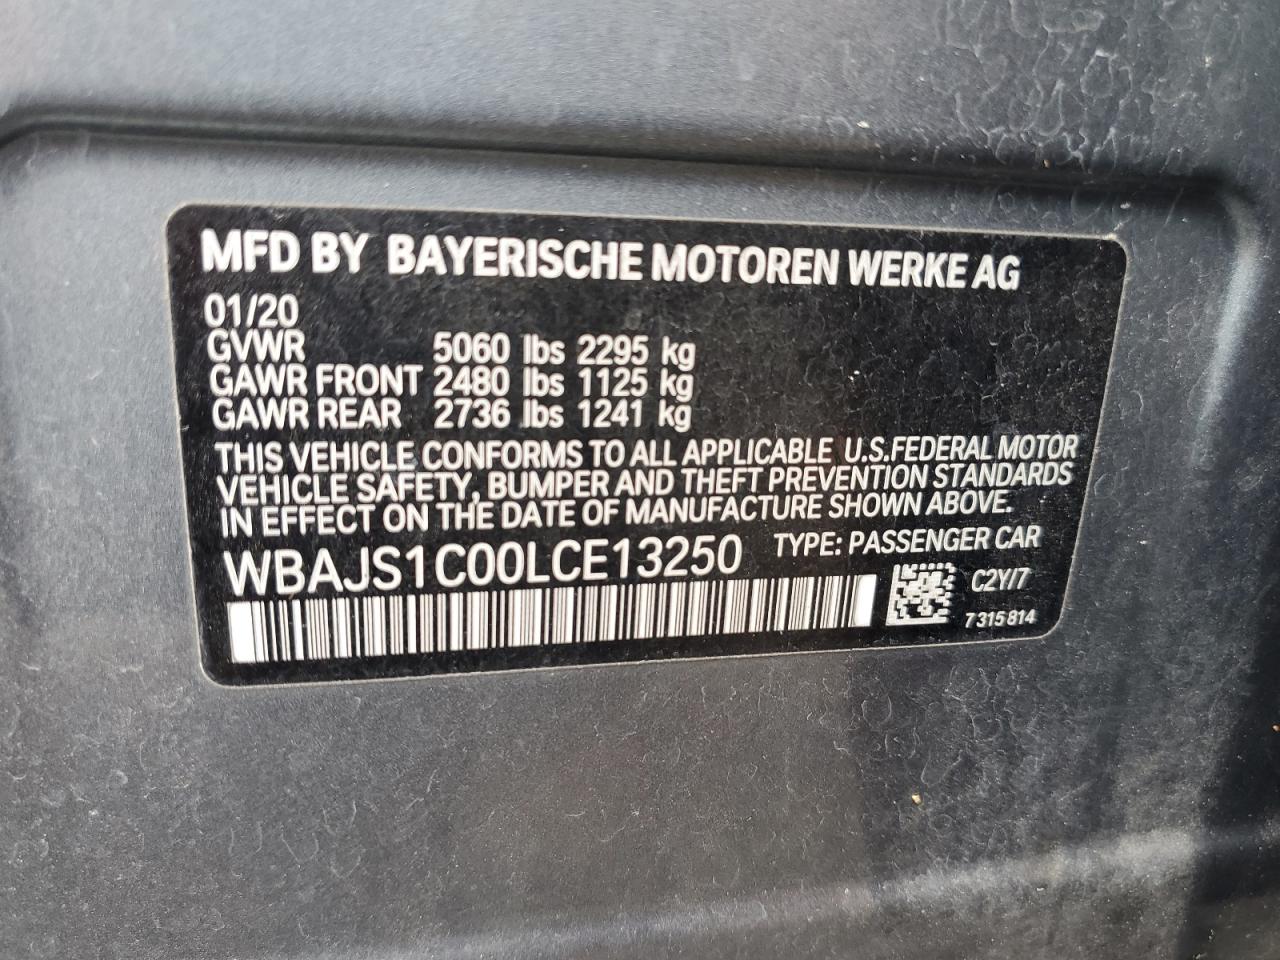 MFD BY BAYERISCHE MOTOREN WERKE AG
01/20
GVWR 5060 lbs 2295 kg
GAWR FRONT 2480 lbs 1125 kg
GAWR REAR 2736 lbs 1241 kg
THIS VEHICLE CONFORMS TO ALL APPLICABLE U.S.FEDERAL MOTOR
VEHICLE SAFETY, BUMPER AND THEFT PREVENTION STANDARDS
IN EFFECT ON THE DATE OF MANUFACTURE SHOWN ABOVE.
WBAJS1C00LCE13250 TYPE: PASSENGER CAR
C2Y/7
7 315 814